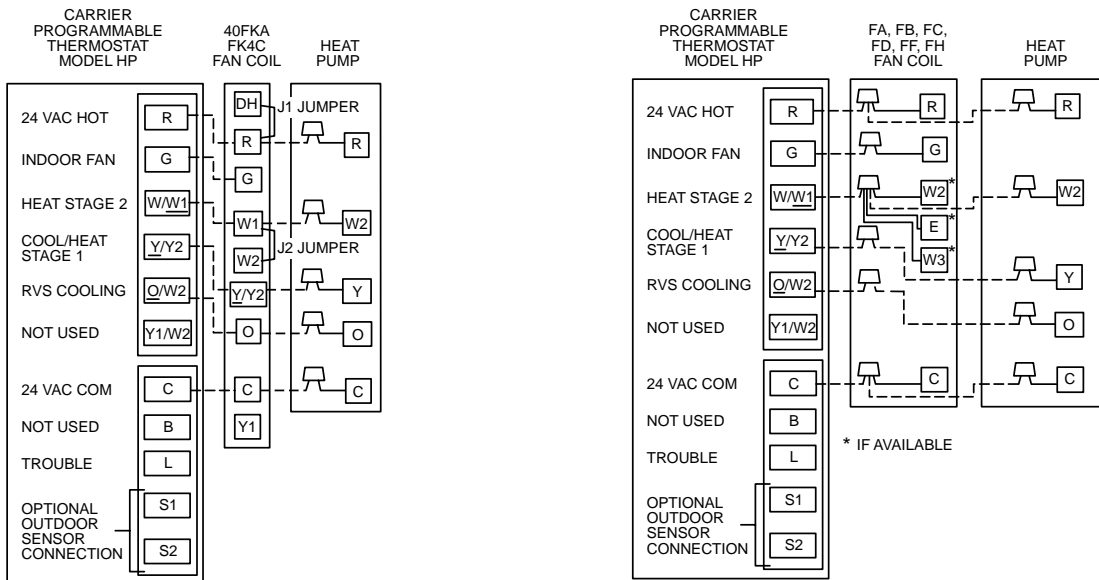 CARRIER
PROGRAMMABLE
THERMOSTAT
MODEL HP
40FKA
FK4C
FAN COIL
HEAT
PUMP
24 VAC HOT
R
DH
J1 JUMPER
R
R
INDOOR FAN
G
G
HEAT STAGE 2
W/W1
W1
W2
COOL/HEAT
STAGE 1
Y/Y2
W2
J2 JUMPER
RVS COOLING
O/W2
Y/Y2
Y
NOT USED
Y1/W2
O
O
24 VAC COM
C
C
C
NOT USED
B
Y1
TROUBLE
L
OPTIONAL
OUTDOOR
SENSOR
CONNECTION
S1
S2
CARRIER
PROGRAMMABLE
THERMOSTAT
MODEL HP
FA, FB, FC,
FD, FF, FH
FAN COIL
HEAT
PUMP
24 VAC HOT
R
R
R
INDOOR FAN
G
G
HEAT STAGE 2
W/W1
W2*
W2
COOL/HEAT
STAGE 1
Y/Y2
E*
W3*
Y
RVS COOLING
O/W2
O
NOT USED
Y1/W2
24 VAC COM
C
C
C
NOT USED
B
* IF AVAILABLE
TROUBLE
L
OPTIONAL
OUTDOOR
SENSOR
CONNECTION
S1
S2